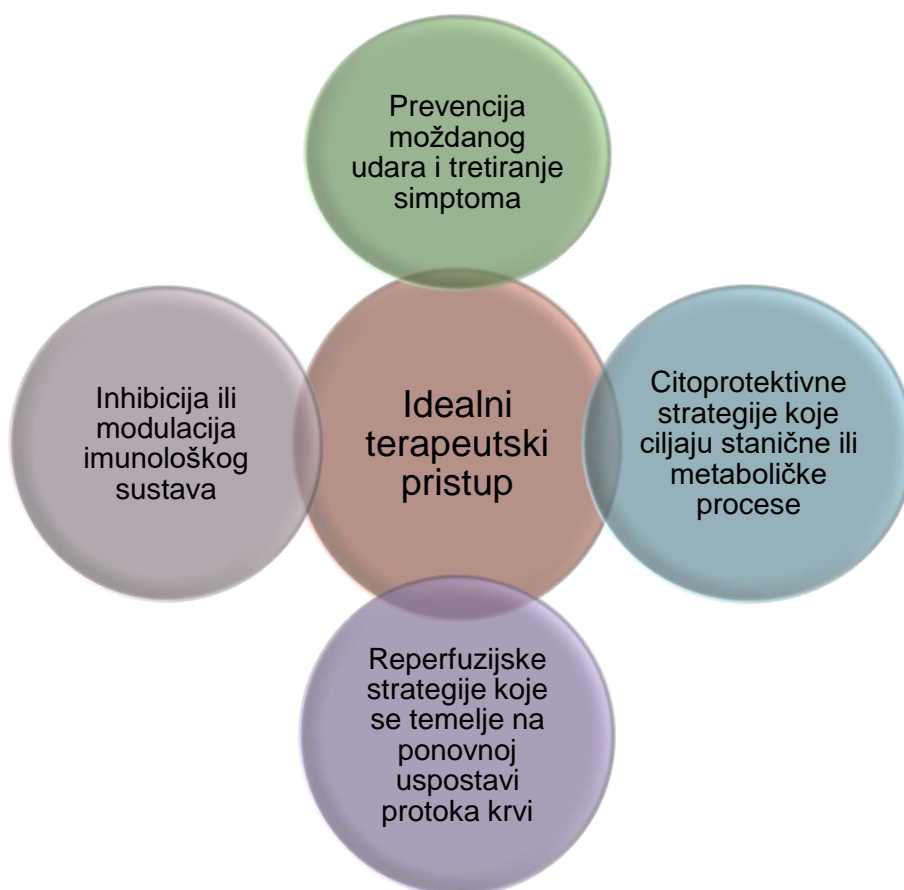 Prevencija
moždanog
udara i tretiranje
simptoma
Inhibicija ili
modulacija
imunološkog
sustava
Idealni
terapeutski
pristup
Citoprotektivne
strategije koje
ciljaju stanične ili
metaboličke
procese
Reperfuzijske
strategije koje
se temelje na
ponovnoj
uspostavi
protoka krvi